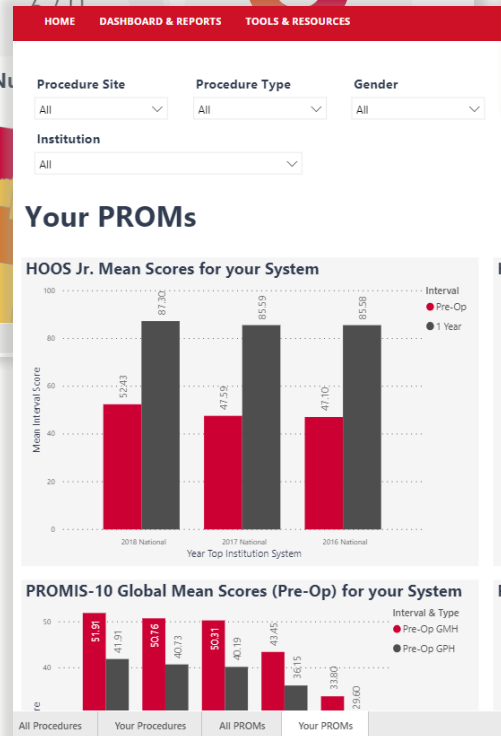 HOME DASHBOARD & REPORTS TOOLS & RESOURCES
Procedure Site Procedure Type Gender
All All All
Institution
All
Your PROMs
HOOS Jr. Mean Scores for your System
Interval
Pre-Op
1 Year
Mean Interval Score
100
80
60
40
20
0
52.43
87.30
47.59
85.59
47.10
85.58
2018 National 2017 National 2016 National
Year Top Institution System
PROMIS-10 Global Mean Scores (Pre-Op) for your System
Interval & Type
Pre-Op GMH
Pre-Op GPH
50
40
51.91
41.91
50.76
40.73
50.31
40.19
43.45
36.15
33.80
29.60
All Procedures Your Procedures All PROMs Your PROMs